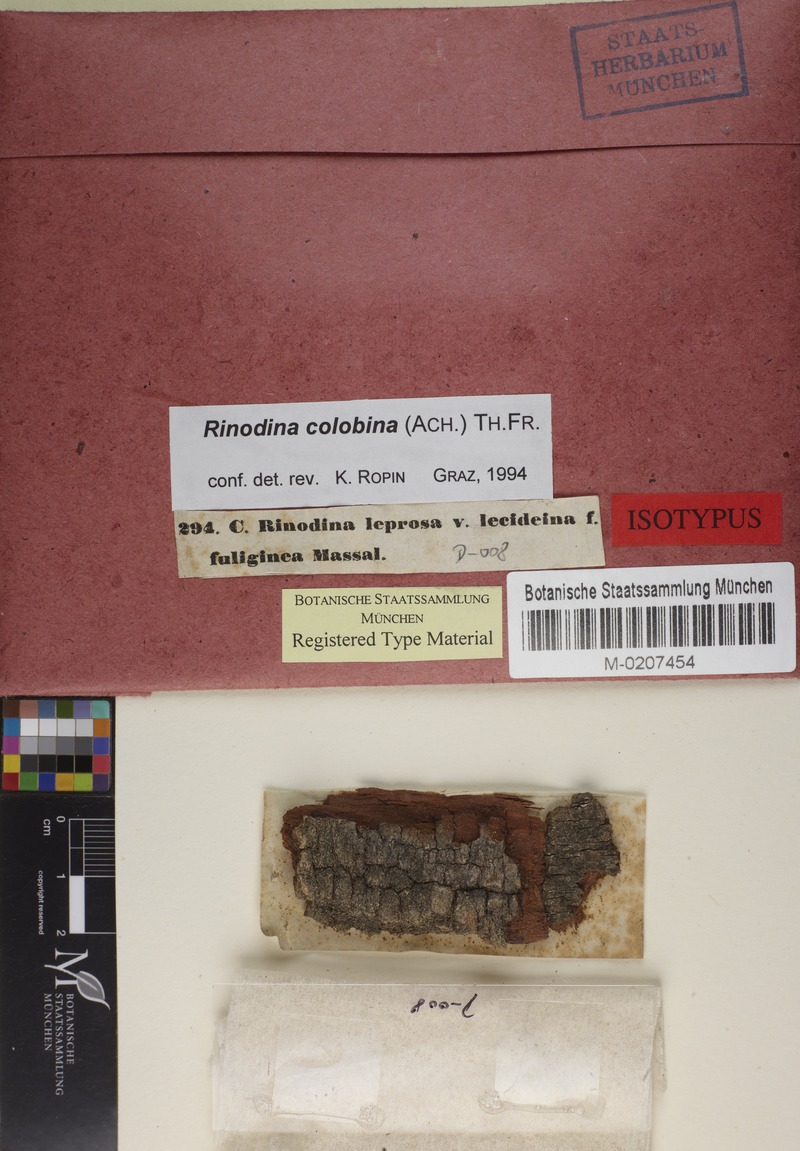 STAATS-
HERBARIUM
MÜNCHEN
Rinodina colobina (ACH.) TH.FR.
conf. det. rev. K. ROPIN GRAZ, 1994
294. C. Rinodina leprosa v. lecideina f.
fuliginea Massal. D-008
ISOTYPUS
BOTANISCHE STAATSSAMMLUNG
MÜNCHEN
Registered Type Material
Botanische Staatssammlung München
M-0207454
0 1 2
cm
copyright reserved
M
BOTANISCHE
STAATSSAMMLUNG
MÜNCHEN
D-008